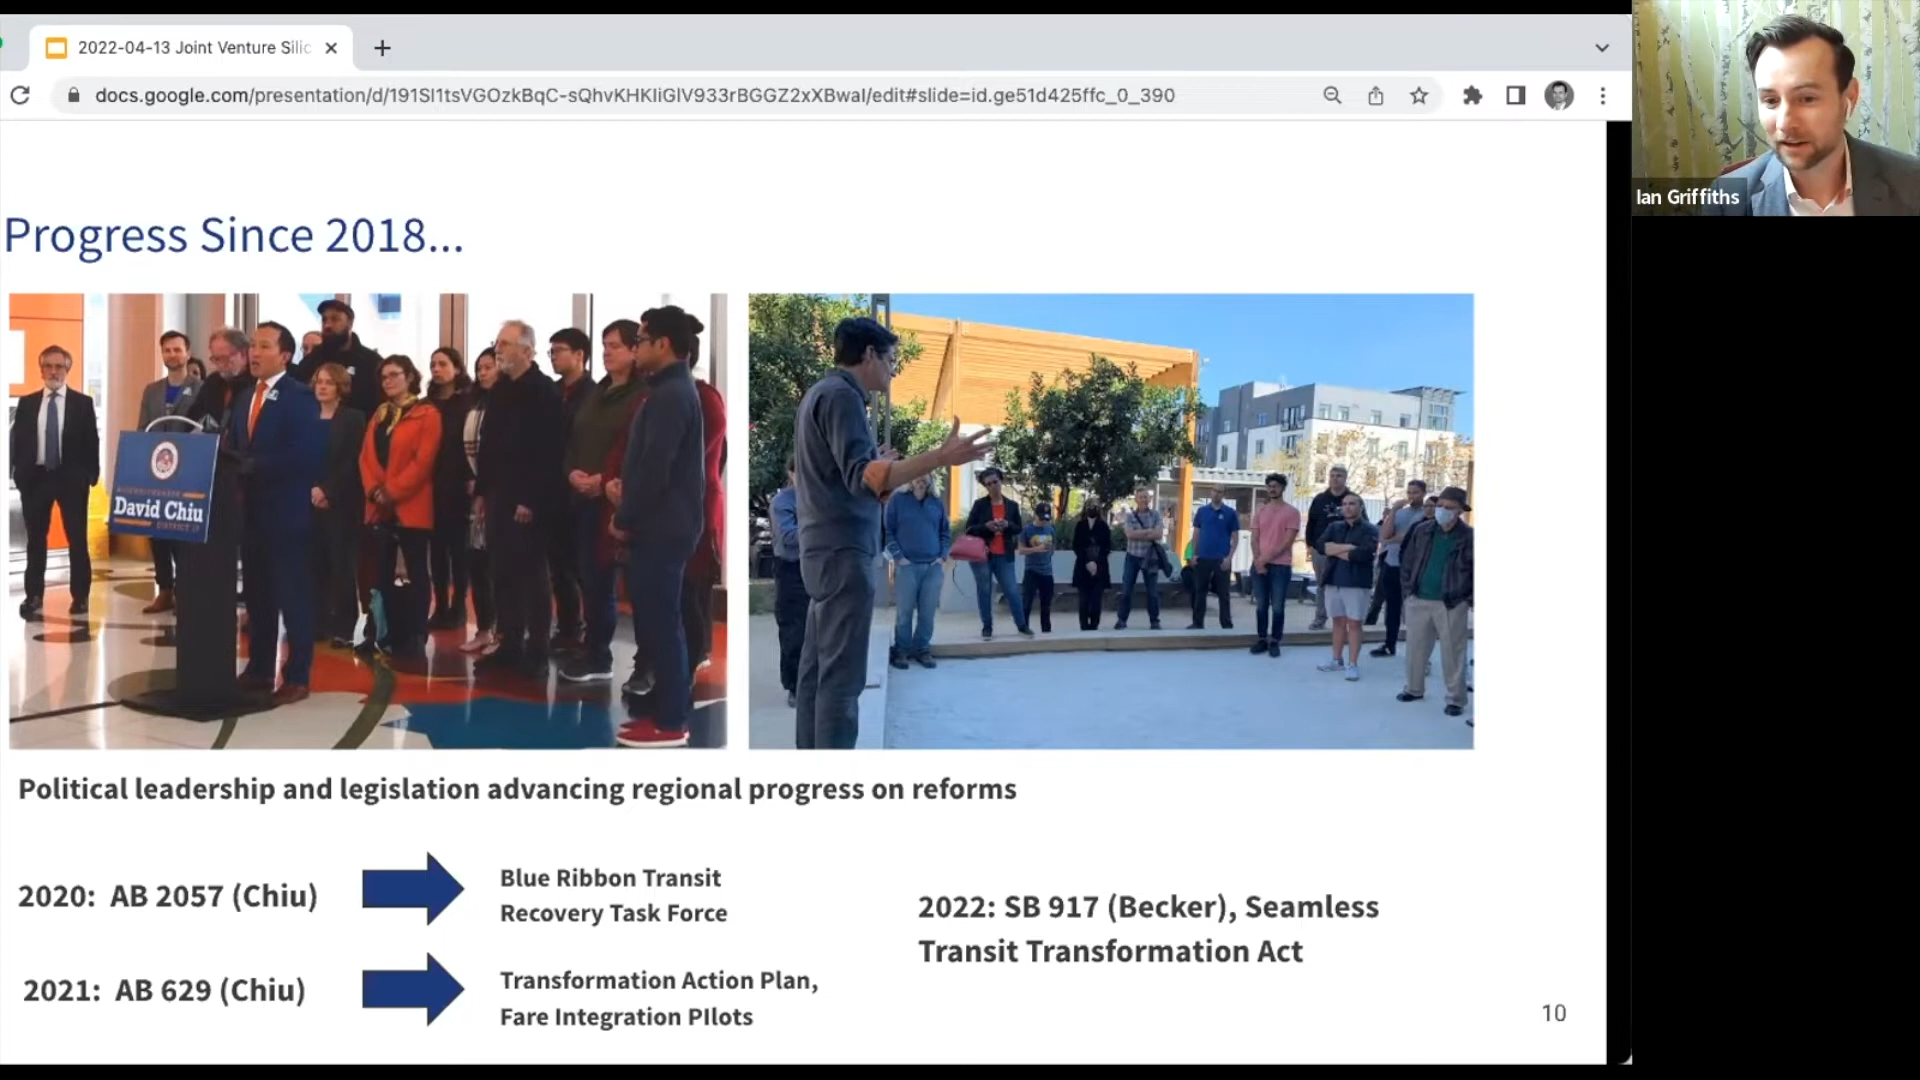 2022-04-13 Joint Venture Silic
docs.google.com/presentation/d/191SI1tsVGOzkBqC-sQhvKHKIiGlV933rBGGZ2xXBwaI/edit#slide=id.ge51d425ffc_0_390
Ian Griffiths
Progress Since 2018...
David Chiu
Political leadership and legislation advancing regional progress on reforms
2020: AB 2057 (Chiu)
Blue Ribbon Transit
Recovery Task Force
2021: AB 629 (Chiu)
Transformation Action Plan,
Fare Integration PIlots
2022: SB 917 (Becker), Seamless
Transit Transformation Act
10